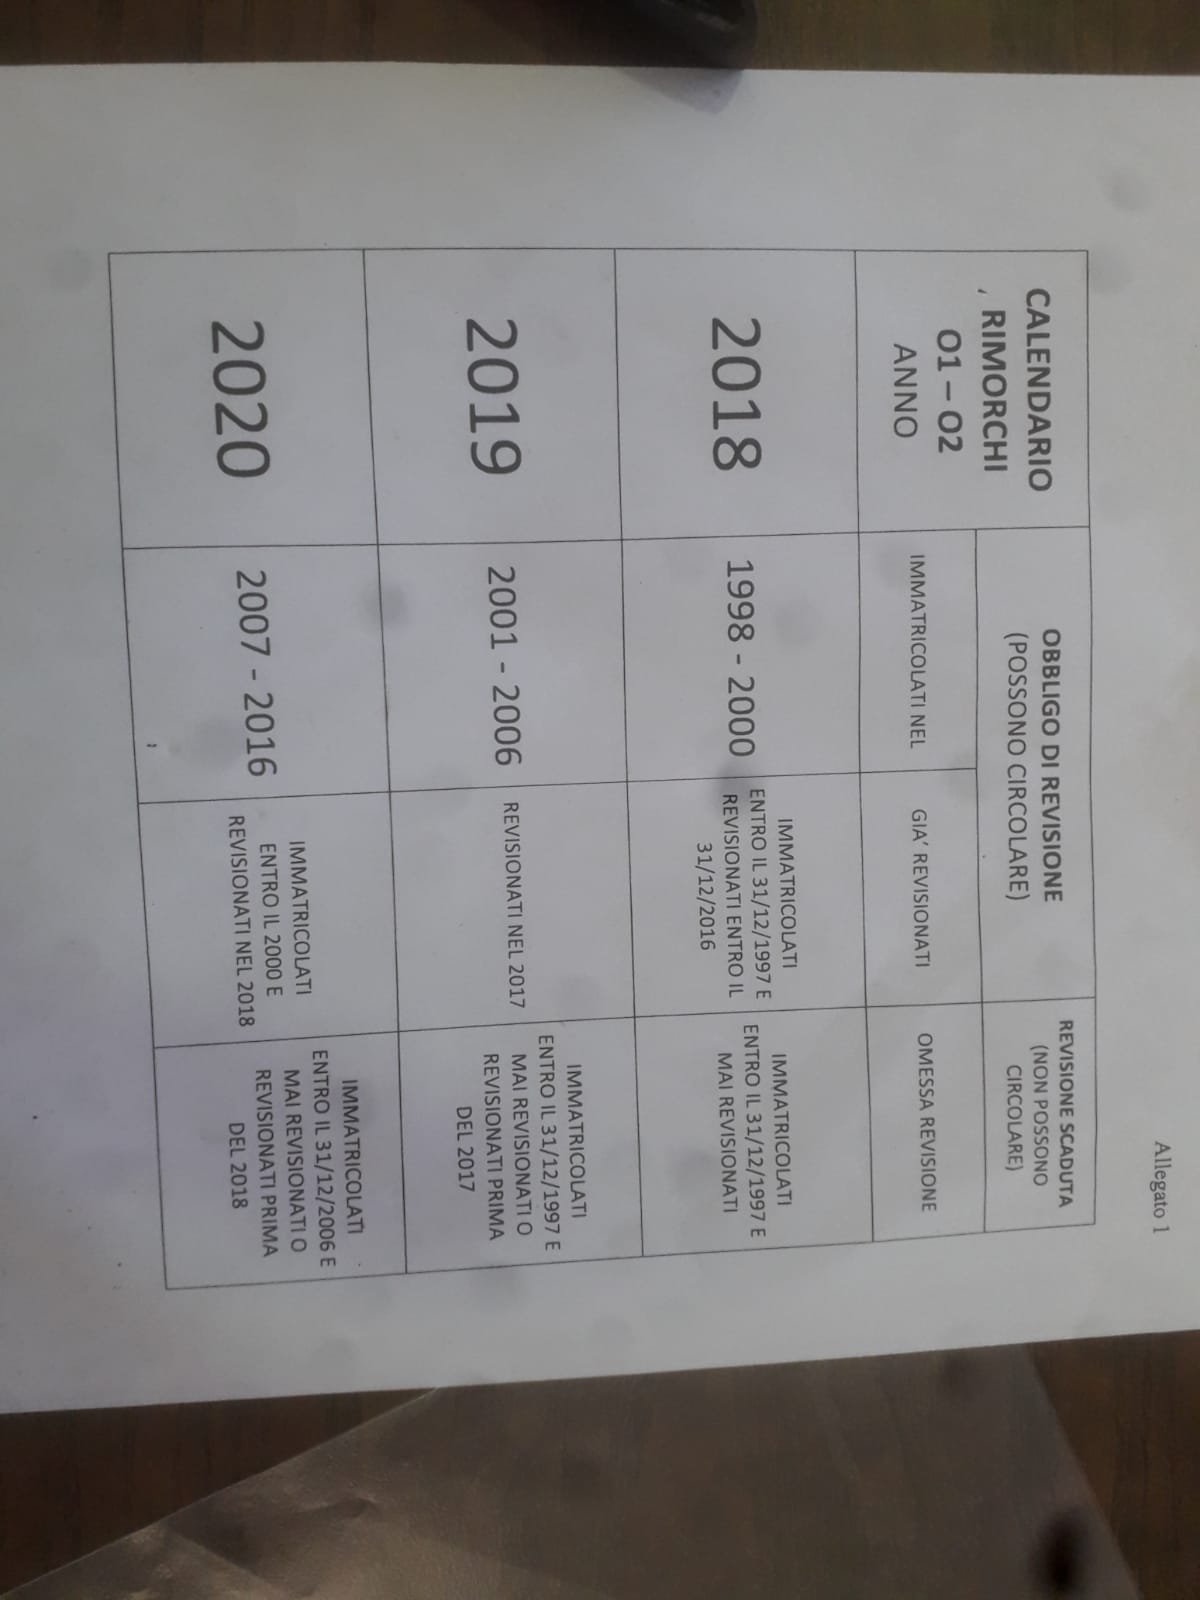 Allegato 1
CALENDARIO
RIMORCHI
O1 – O2
ANNO
OBBLIGO DI REVISIONE
(POSSONO CIRCOLARE)
REVISIONE SCADUTA
(NON POSSONO
CIRCOLARE)
IMMATRICOLATI NEL
GIA’ REVISIONATI
OMESSA REVISIONE
2018
1998 - 2000
IMMATRICOLATI
ENTRO IL 31/12/1997 E
REVISIONATI ENTRO IL
31/12/2016
IMMATRICOLATI
ENTRO IL 31/12/1997 E
MAI REVISIONATI
2019
2001 - 2006
REVISIONATI NEL 2017
IMMATRICOLATI
ENTRO IL 31/12/1997 E
MAI REVISIONATI O
REVISIONATI PRIMA
DEL 2017
2020
2007 - 2016
IMMATRICOLATI
ENTRO IL 2000 E
REVISIONATI NEL 2018
IMMATRICOLATI
ENTRO IL 31/12/2006 E
MAI REVISIONATI O
REVISIONATI PRIMA
DEL 2018